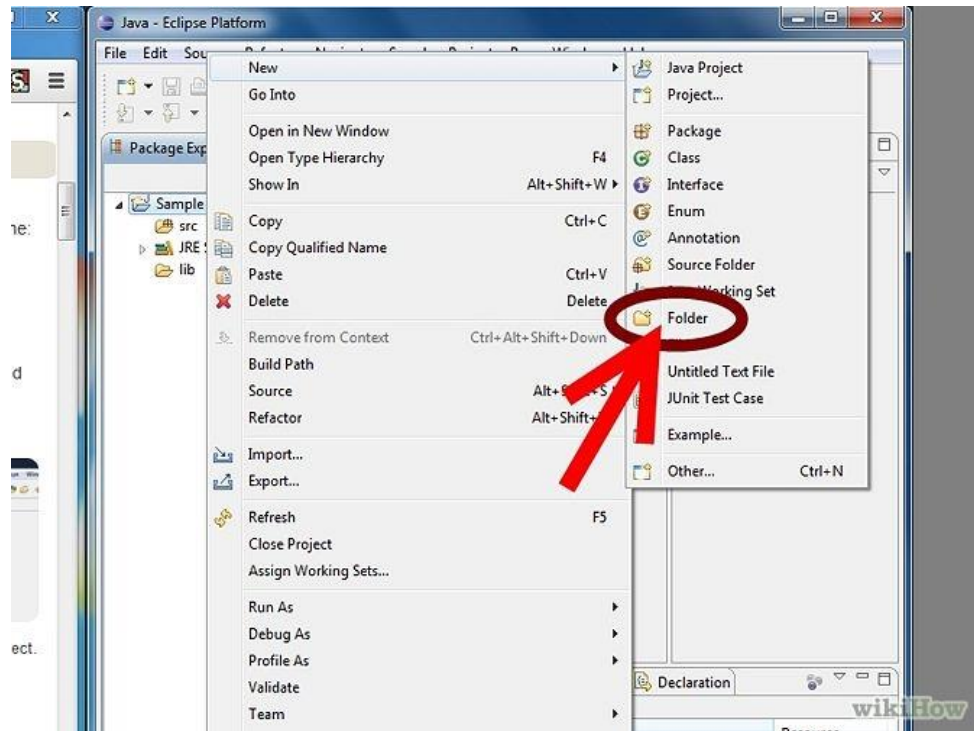 Java - Eclipse Platform
File Edit
New
Go Into
Open in New Window
Open Type Hierarchy F4
Show In Alt+Shift+W
Copy Ctrl+C
Copy Qualified Name
Paste Ctrl+V
Delete Delete
Remove from Context Ctrl+Alt+Shift+Down
Build Path
Source
Refactor
Import...
Export...
Refresh F5
Close Project
Assign Working Sets...
Run As
Debug As
Profile As
Validate
Team
Java Project
Project...
Package
Class
Interface
Enum
Annotation
Source Folder
Working Set
Folder
Untitled Text File
JUnit Test Case
Example...
Other... Ctrl+N
Package Exp
Sample
src
JRE
lib
Declaration
wikiHow